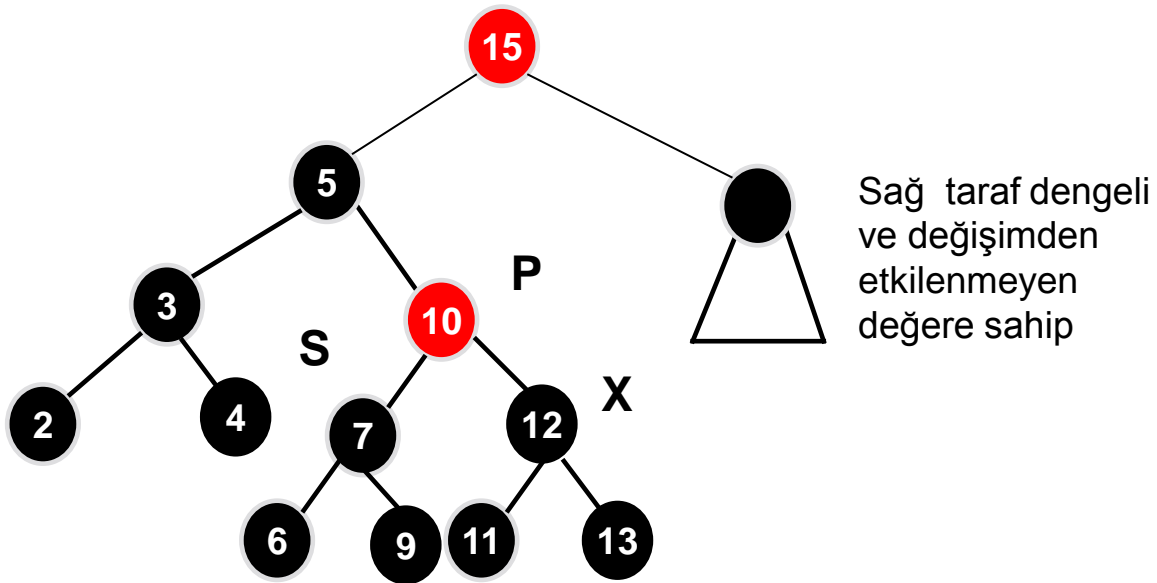 15
5
Sağ taraf dengeli
ve değişimden
etkilenmeyen
değere sahip
P
3
10
S
X
2
4
7
12
6
9
11
13